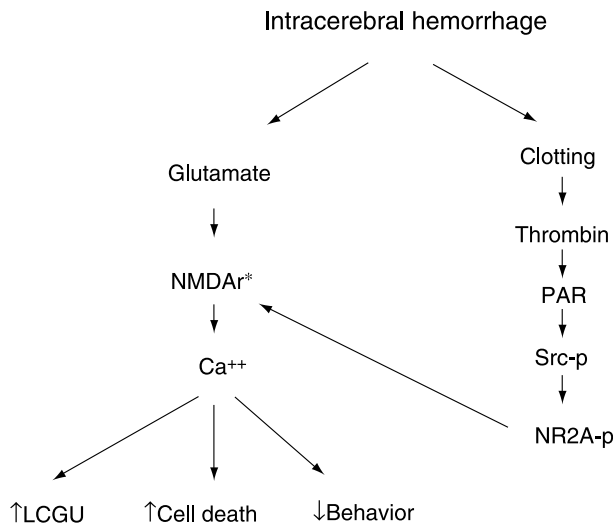 Intracerebral hemorrhage
Clotting
Glutamate
Thrombin
NMDAr*
PAR
Src-p
Ca++
NR2A-p
↑LCGU
↑Cell death
↓Behavior